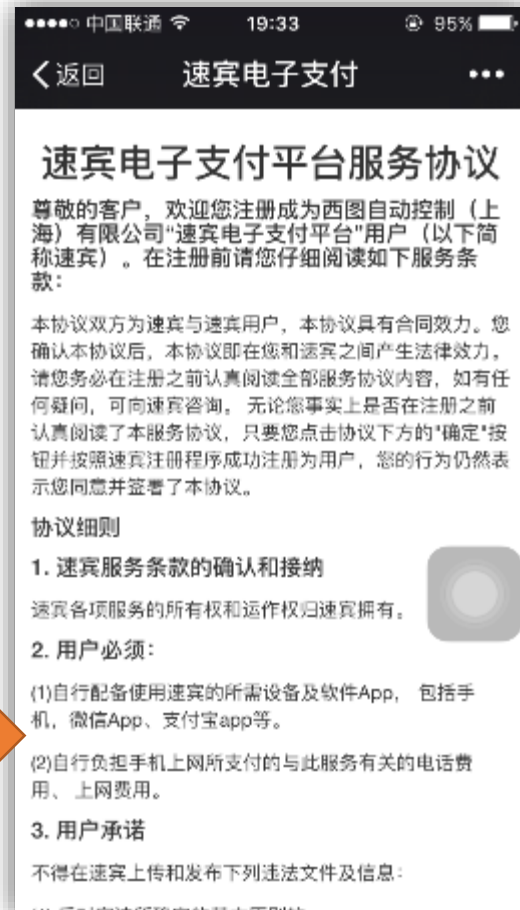 中国联通 19:33 95%
返回 速宾电子支付
速宾电子支付平台服务协议
尊敬的客户，欢迎您注册成为西图自动控制（上
海）有限公司“速宾电子支付平台”用户（以下简
称速宾）。在注册前请您仔细阅读如下服务条
款：
本协议双方为速宾与速宾用户，本协议具有合同效力。您
确认本协议后，本协议即在您和速宾之间产生法律效力。
请您务必在注册之前认真阅读全部服务协议内容，如有任
何疑问，可向速宾咨询。 无论您事实上是否在注册之前
认真阅读了本服务协议，只要您点击协议下方的"确定"按
钮并按照速宾注册程序成功注册为用户，您的行为仍然表
示您同意并签署了本协议。
协议细则
1. 速宾服务条款的确认和接纳
速宾各项服务的所有权和运作权归速宾拥有。
2. 用户必须：
(1)自行配备使用速宾的所需设备及软件App， 包括手
机，微信App、支付宝app等。
(2)自行负担手机上网所支付的与此服务有关的电话费
用、 上网费用。
3. 用户承诺
不得在速宾上传和发布下列违法文件及信息：